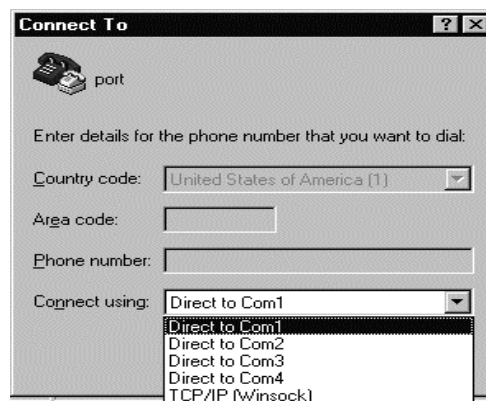 Connect To
port
Enter details for the phone number that you want to dial:
Country code: United States of America (1)
Area code:
Phone number:
Connect using: Direct to Com1
Direct to Com1
Direct to Com2
Direct to Com3
Direct to Com4
TCP/IP (Winsock)